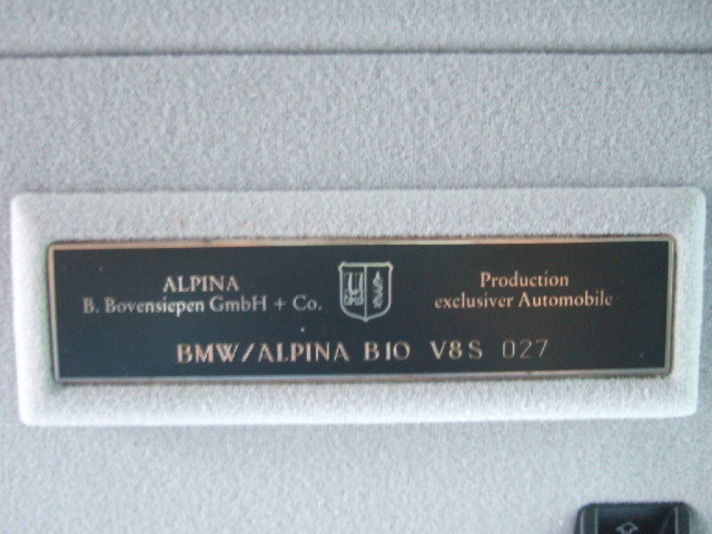 ALPINA
B. Bovensiepen GmbH + Co.
Production
exclusiver Automobile
BMW/ALPINA B10 V8S 027